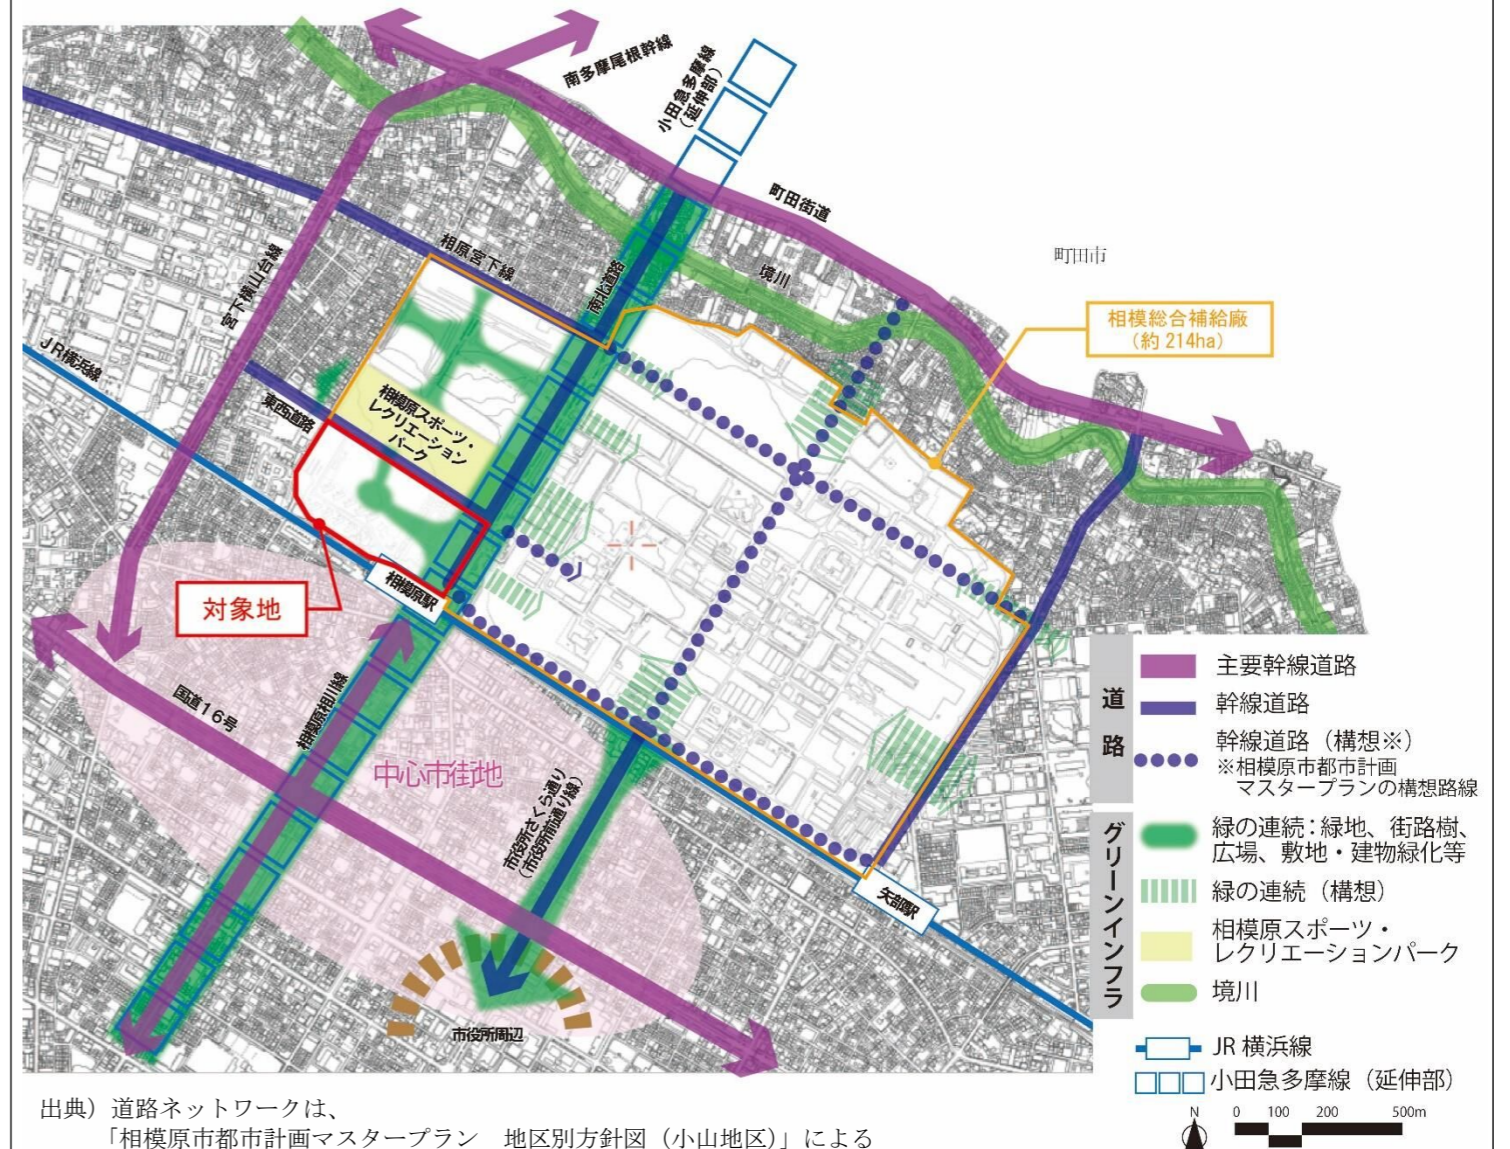 南多摩尾根幹線
小田急多摩線
（延伸部）
町田街道
町田市
境川
相原宮下線
南北道路
宮下横山台線
JR横浜線
東西道路
相模原スポーツ・
レクリエーション
パーク
相模総合補給廠
（約 214ha）
対象地
相模原駅
国道16号
相模原相川線
中心市街地
市役所さくら通り
（市役所前通り線）
市役所周辺
矢部駅
道路
主要幹線道路
幹線道路
幹線道路（構想※）
※相模原市都市計画
マスタープランの構想路線
グリーンインフラ
緑の連続：緑地、街路樹、
広場、敷地・建物緑化等
緑の連続（構想）
相模原スポーツ・
レクリエーションパーク
境川
JR 横浜線
小田急多摩線（延伸部）
N 0 100 200 500m
出典）道路ネットワークは、
「相模原市都市計画マスタープラン　地区別方針図（小山地区）」による